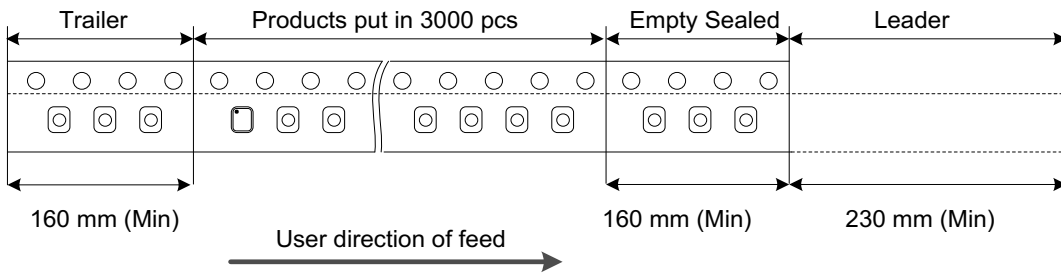 Trailer Products put in 3000 pcs Empty Sealed Leader
160 mm (Min) 160 mm (Min) 230 mm (Min)
User direction of feed